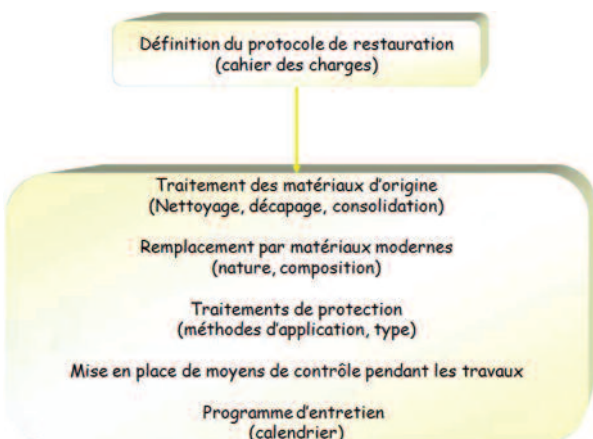 Définition du protocole de restauration
(cahier des charges)
Traitement des matériaux d'origine
(Nettoyage, décapage, consolidation)
Remplacement par matériaux modernes
(nature, composition)
Traitements de protection
(méthodes d'application, type)
Mise en place de moyens de contrôle pendant les travaux
Programme d'entretien
(calendrier)